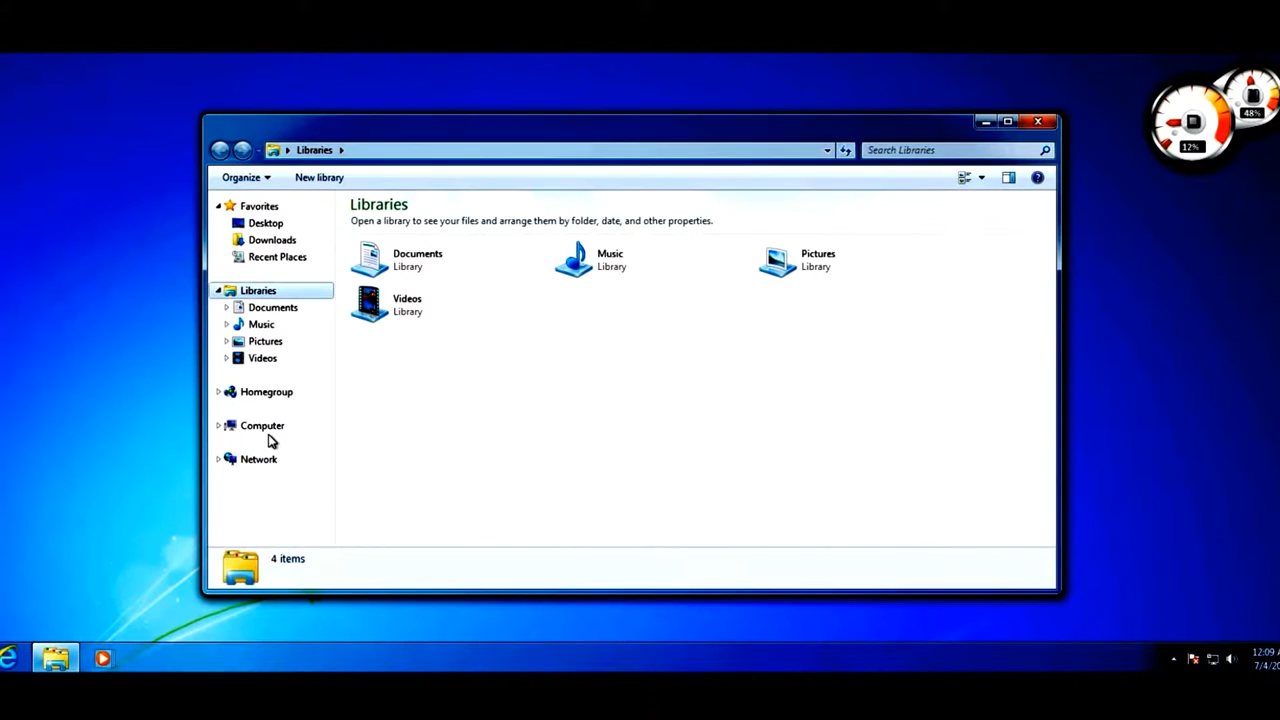 48%
12%
Libraries
Search Libraries
Organize
New library
Favorites
Desktop
Downloads
Recent Places
Libraries
Documents
Music
Pictures
Videos
Homegroup
Computer
Network
Libraries
Open a library to see your files and arrange them by folder, date, and other properties.
Documents
Library
Music
Library
Pictures
Library
Videos
Library
4 items
12:09
7/4/20